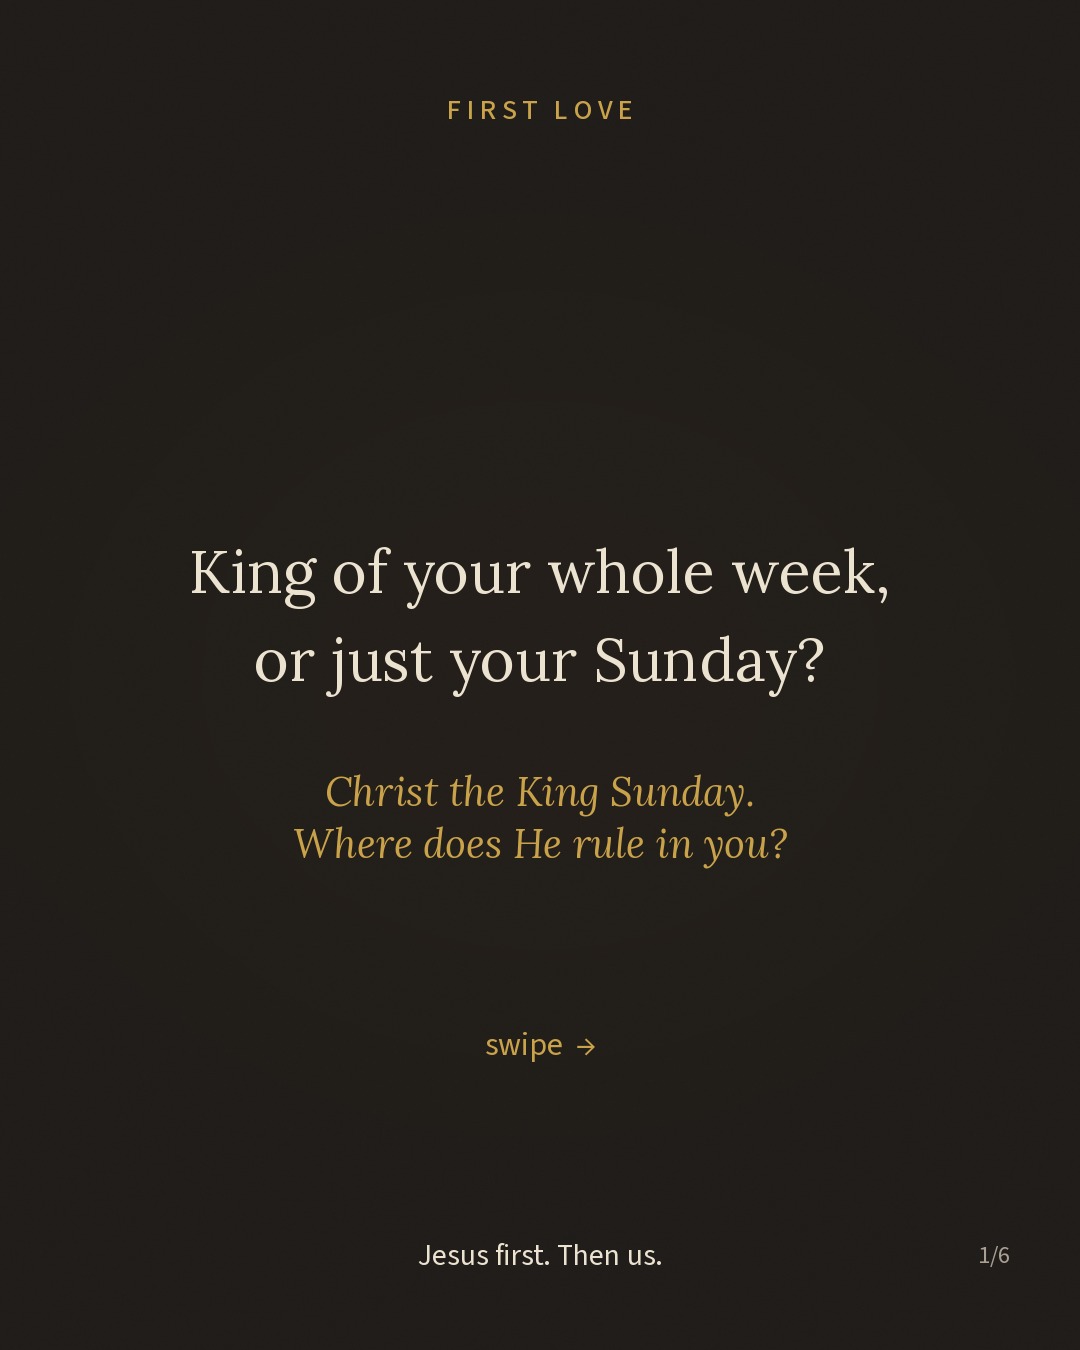 FIRST LOVE
King of your whole week,
or just your Sunday?
Christ the King Sunday.
Where does He rule in you?
swipe →
Jesus first. Then us.
1/6